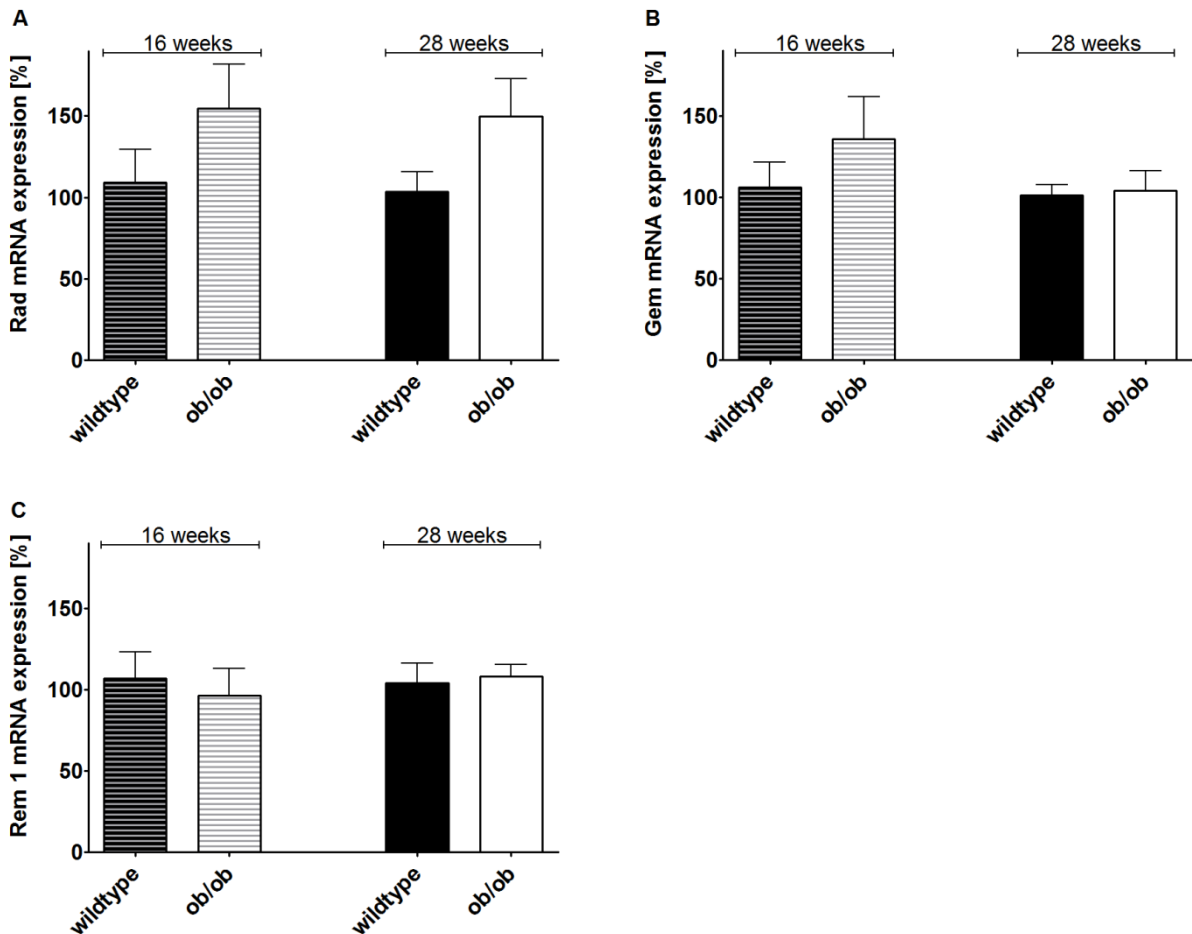 A
Rad mRNA expression [%]
16 weeks
28 weeks
150
100
50
0
wildtype
ob/ob
wildtype
ob/ob
B
Gem mRNA expression [%]
16 weeks
28 weeks
150
100
50
0
wildtype
ob/ob
wildtype
ob/ob
C
Rem 1 mRNA expression [%]
16 weeks
28 weeks
150
100
50
0
wildtype
ob/ob
wildtype
ob/ob